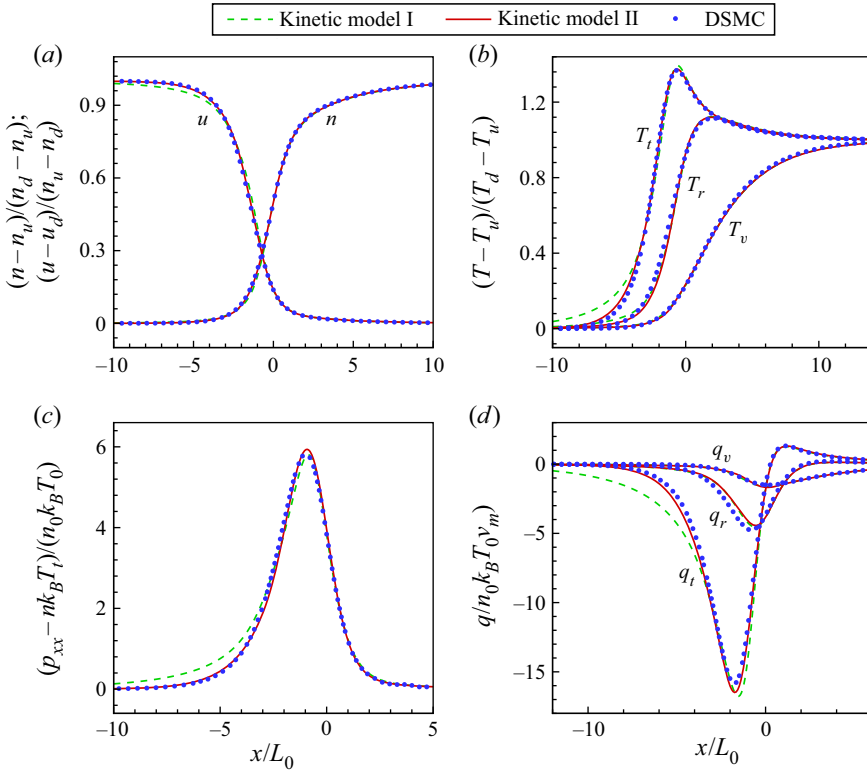 Kinetic model I Kinetic model II DSMC
(a)
(n−n_u)/(n_d−n_u);
(u−u_d)/(n_u−n_d)
0.9
0.6
0.3
0
u
n
−10 −5 0 5 10
(b)
(T−T_u)/(T_d−T_u)
1.2
0.8
0.4
0
T_t
T_r
T_v
−10 0 10
(c)
(p_xx−nk_BT_t)/(n_0k_BT_0)
6
4
2
0
−10 −5 0 5
x/L_0
(d)
q/n_0k_BT_0v_m
0
−5
−10
−15
q_v
q_r
q_t
−10 0
x/L_0